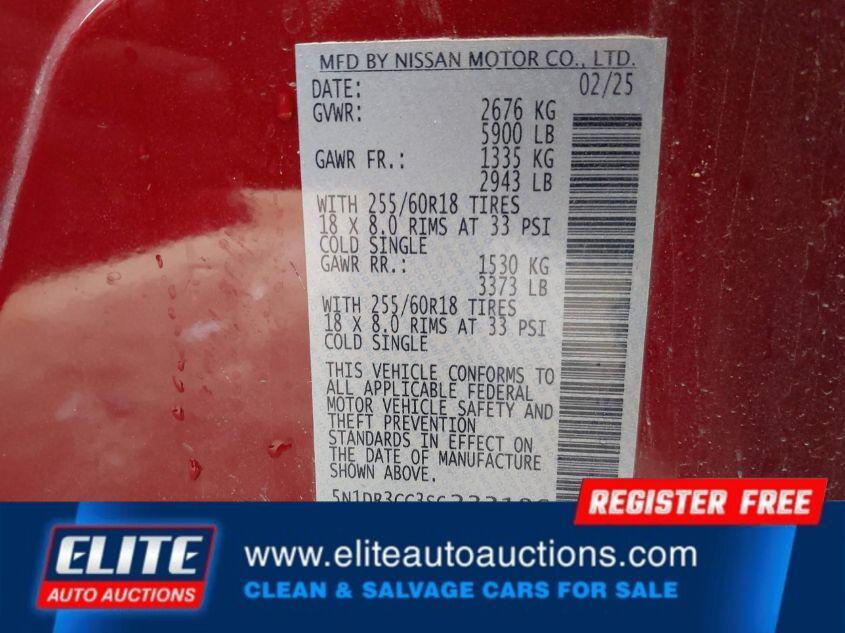 MFD BY NISSAN MOTOR CO., LTD.
DATE: 02/25
GVWR: 2676 KG
5900 LB
GAWR FR.: 1335 KG
2943 LB
WITH 255/60R18 TIRES
18 X 8.0 RIMS AT 33 PSI
COLD SINGLE
GAWR RR.: 1530 KG
3373 LB
WITH 255/60R18 TIRES
18 X 8.0 RIMS AT 33 PSI
COLD SINGLE
THIS VEHICLE CONFORMS TO
ALL APPLICABLE FEDERAL
MOTOR VEHICLE SAFETY AND
THEFT PREVENTION
STANDARDS IN EFFECT ON
THE DATE OF MANUFACTURE
SHOWN ABOVE.
REGISTER FREE
ELITE
AUTO AUCTIONS
www.eliteautoauctions.com
CLEAN & SALVAGE CARS FOR SALE